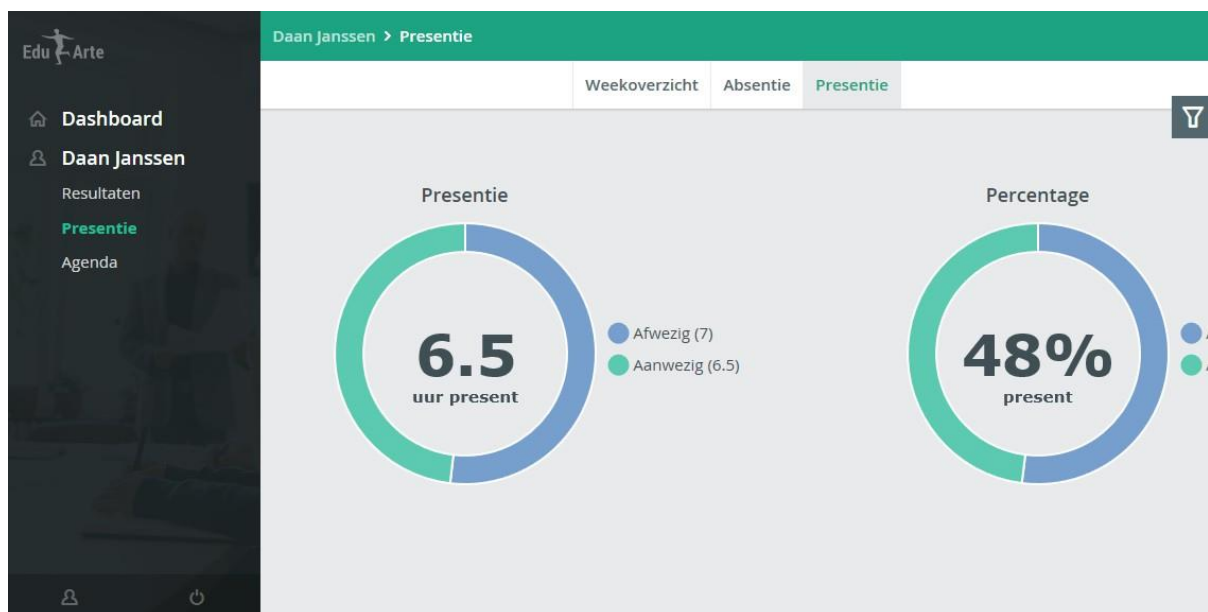 Edu Arte
Daan Janssen > Presentie
Weekoverzicht Absentie Presentie
Dashboard
Daan Janssen
Resultaten
Presentie
Agenda
Presentie
6.5
uur present
Afwezig (7)
Aanwezig (6.5)
Percentage
48%
present